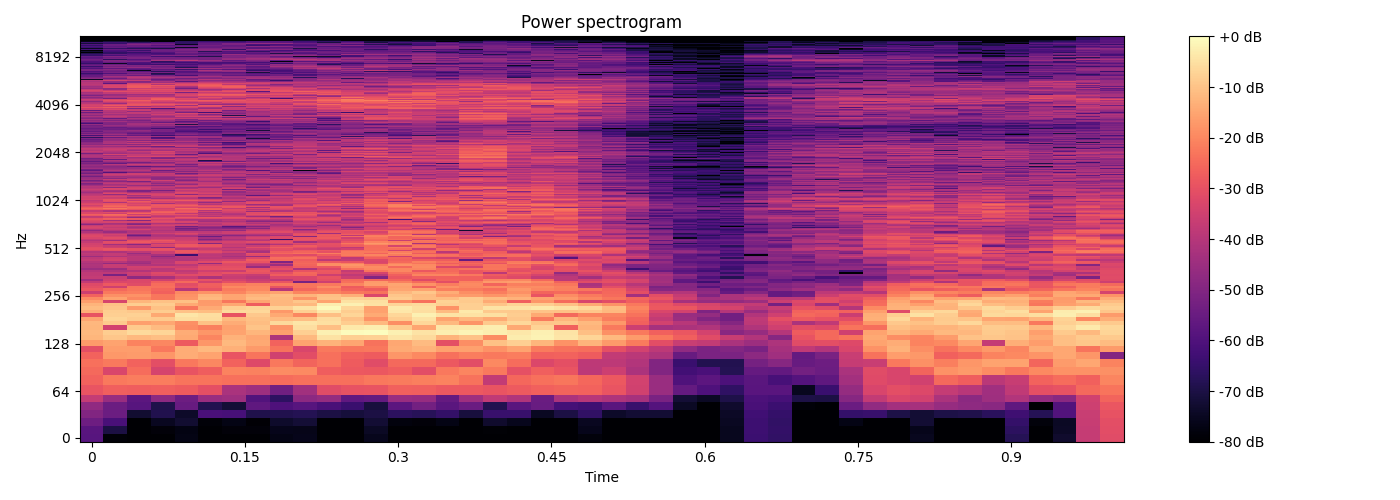 Power spectrogram
Hz
8192
4096
2048
1024
512
256
128
64
0
0 0.15 0.3 0.45 0.6 0.75 0.9
Time
+0 dB
-10 dB
-20 dB
-30 dB
-40 dB
-50 dB
-60 dB
-70 dB
-80 dB